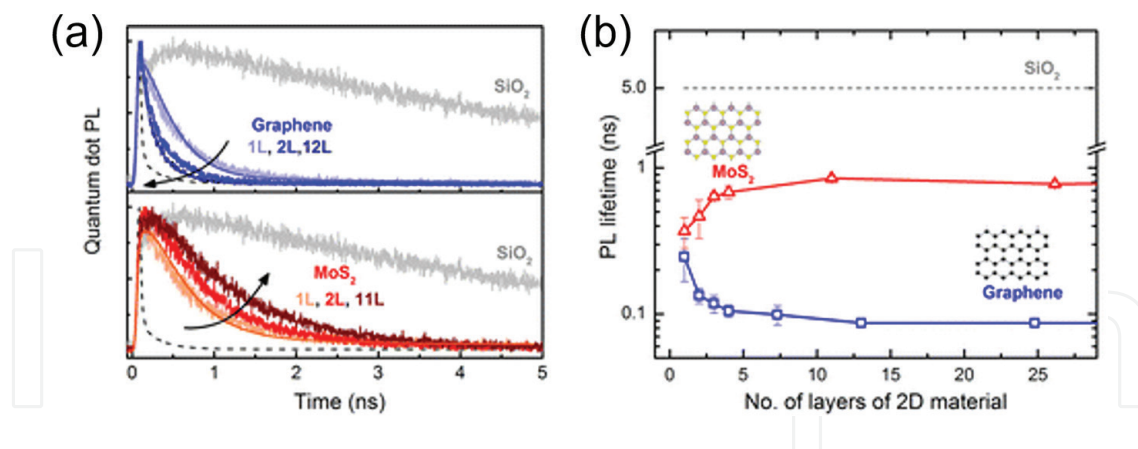 (a)
Quantum dot PL
SiO₂
Graphene
1L, 2L,12L
SiO₂
MoS₂
1L, 2L, 11L
0 1 2 3 4 5
Time (ns)
(b)
PL lifetime (ns)
5.0
1
0.1
SiO₂
MoS₂
Graphene
0 5 10 15 20 25
No. of layers of 2D material